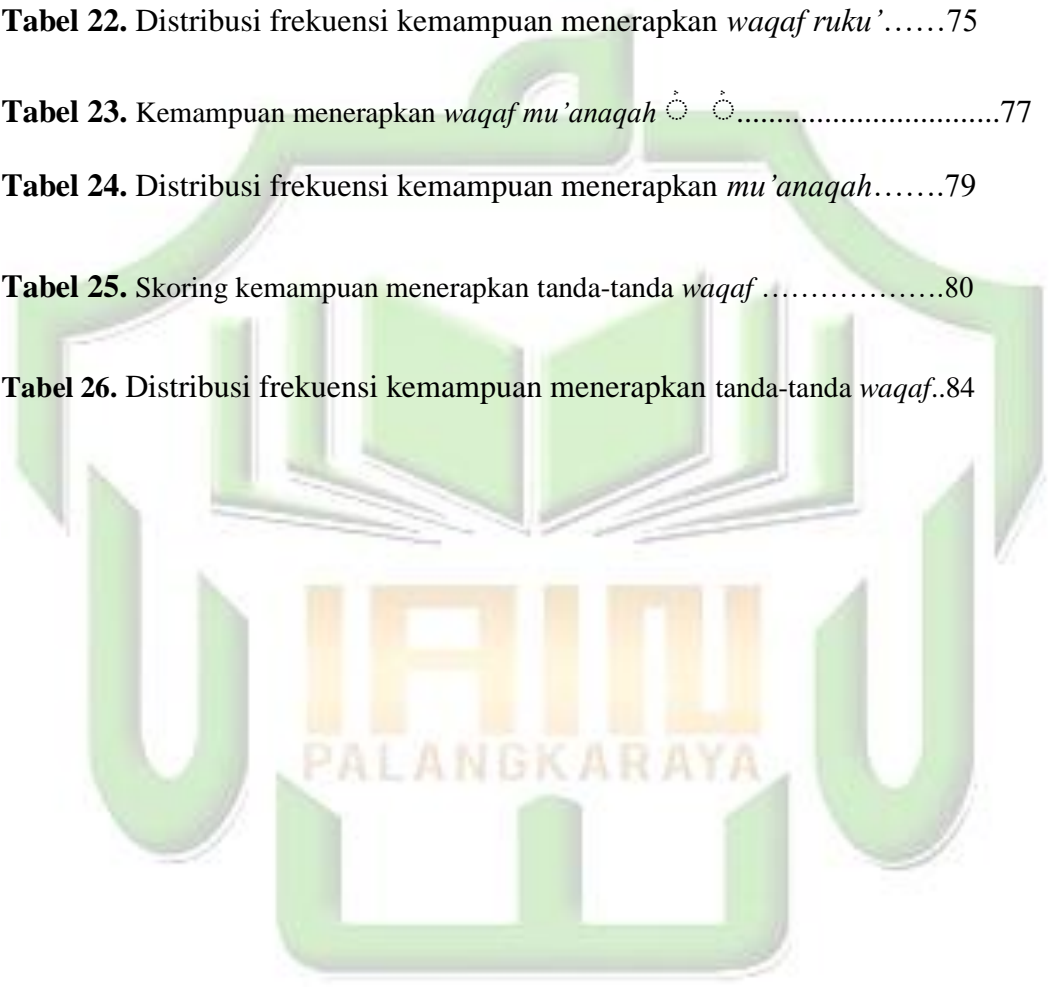 Tabel 22. Distribusi frekuensi kemampuan menerapkan waqaf ruku’……75
Tabel 23. Kemampuan menerapkan waqaf mu’anaqah ۛ ۛ.................................77
Tabel 24. Distribusi frekuensi kemampuan menerapkan mu’anaqah…….79
Tabel 25. Skoring kemampuan menerapkan tanda-tanda waqaf ……………….80
Tabel 26. Distribusi frekuensi kemampuan menerapkan tanda-tanda waqaf..84
IAIN
PALANGKARAYA